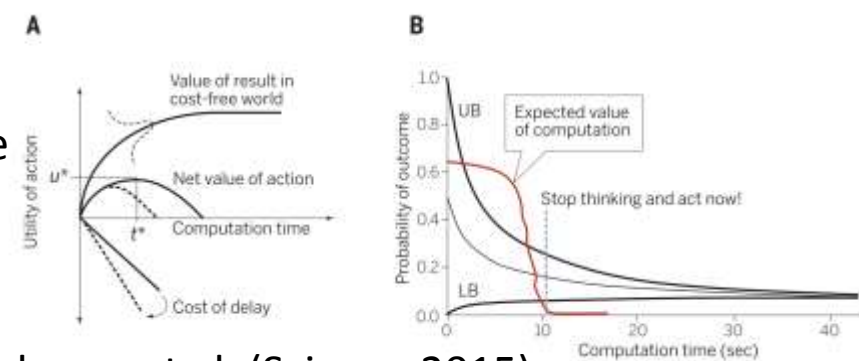 A
Value of result in
cost-free world
Utility of action
u*
Net value of action
t*
Computation time
Cost of delay
B
Probability of outcome
1.0
0.8
0.6
0.4
0.2
0.0
UB
LB
Expected value
of computation
Stop thinking and act now!
0
10
20
30
40
Computation time (sec)
e
2015)